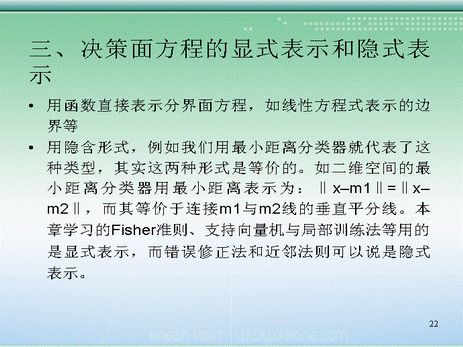 三、决策面方程的显式表示和隐式表
示
• 用函数直接表示分界面方程，如线性方程式表示的边
界等
• 用隐含形式，例如我们用最小距离分类器就代表了这
种类型，其实这两种形式是等价的。如二维空间的最
小距离分类器用最小距离表示为：‖x–m1‖=‖x–
m2‖，而其等价于连接m1与m2线的垂直平分线。本
章学习的Fisher准则、支持向量机与局部训练法等用的
是显式表示，而错误修正法和近邻法则可以说是隐式
表示。
22